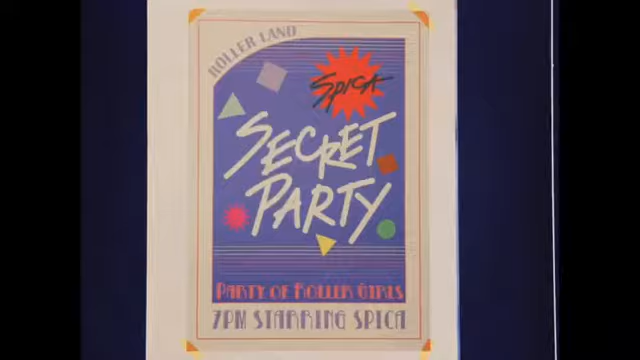 ROLLER LAND
SPICA
SECRET
PARTY
PARTY OF ROLLER GIRLS
7PM STARRING SPICA